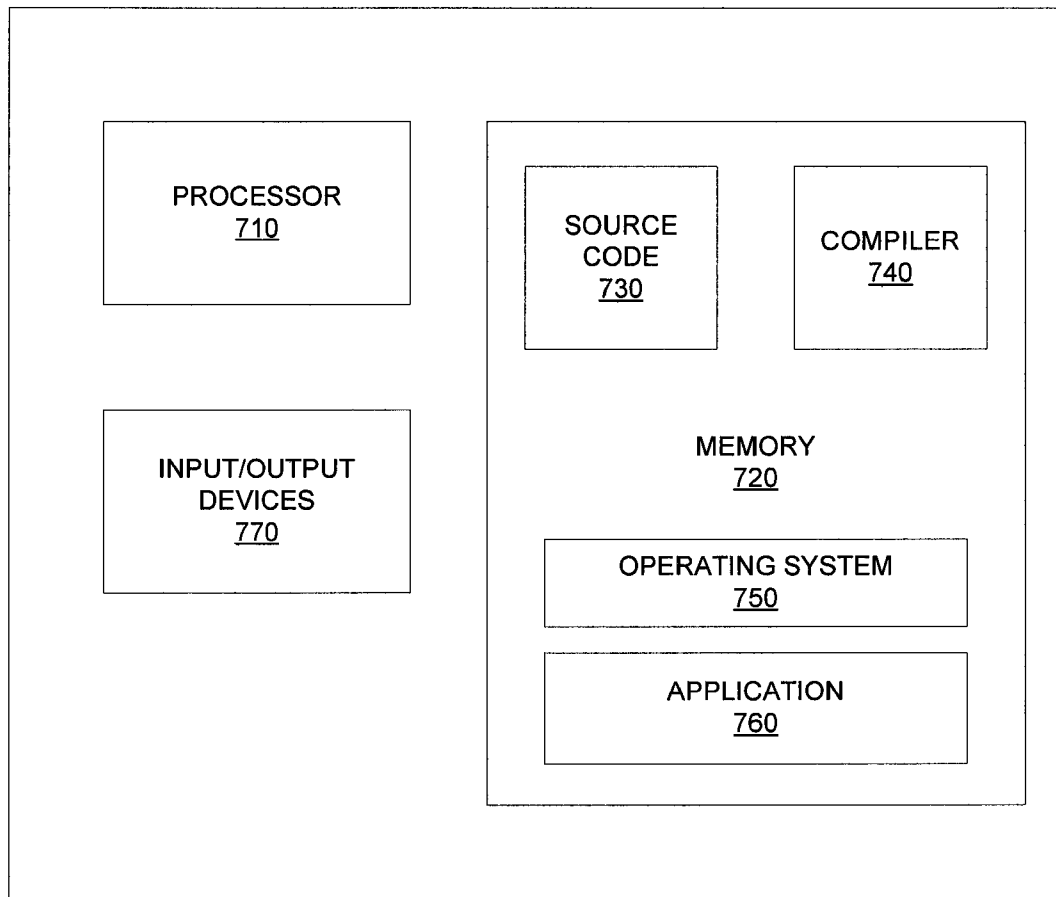 PROCESSOR
710
SOURCE
CODE
730
COMPILER
740
INPUT/OUTPUT
DEVICES
770
MEMORY
720
OPERATING SYSTEM
750
APPLICATION
760